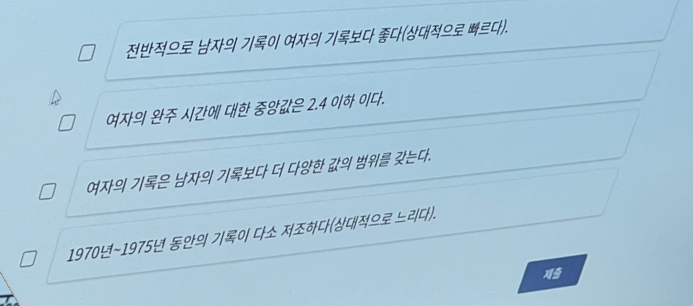 전반적으로 남자의 기록이 여자의 기록보다 좋다(상대적으로 빠르다).
여자의 완주 시간에 대한 중앙값은 2.4 이하 이다.
여자의 기록은 남자의 기록보다 더 다양한 값의 범위를 갖는다.
1970년~1975년 동안의 기록이 다소 저조하다(상대적으로 느리다).
제출